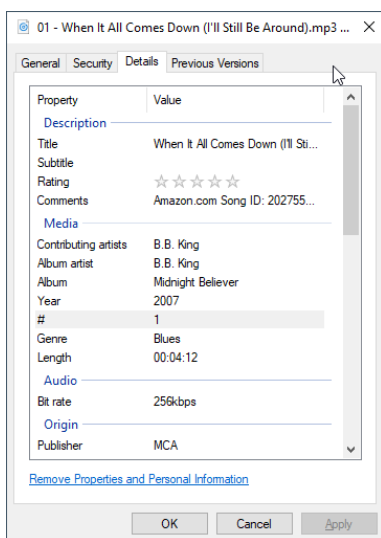 01 - When It All Comes Down (I'll Still Be Around).mp3 ...
General Security Details Previous Versions
Property Value
Description
Title When It All Comes Down (I'll Sti...
Subtitle
Rating
Comments Amazon.com Song ID: 202755...
Media
Contributing artists B.B. King
Album artist B.B. King
Album Midnight Believer
Year 2007
# 1
Genre Blues
Length 00:04:12
Audio
Bit rate 256kbps
Origin
Publisher MCA
Remove Properties and Personal Information
OK Cancel Apply